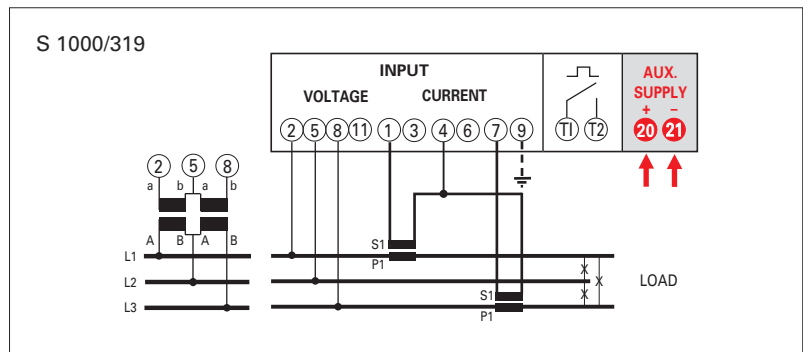 S 1000/319
INPUT
VOLTAGE CURRENT
AUX.
SUPPLY
+ –
2 5 8 11 1 3 4 6 7 9 T1 T2 20 21
2 5 8
a b a b
A B A B
S1
P1
L1
L2
L3
S1
P1
X
X
X
LOAD